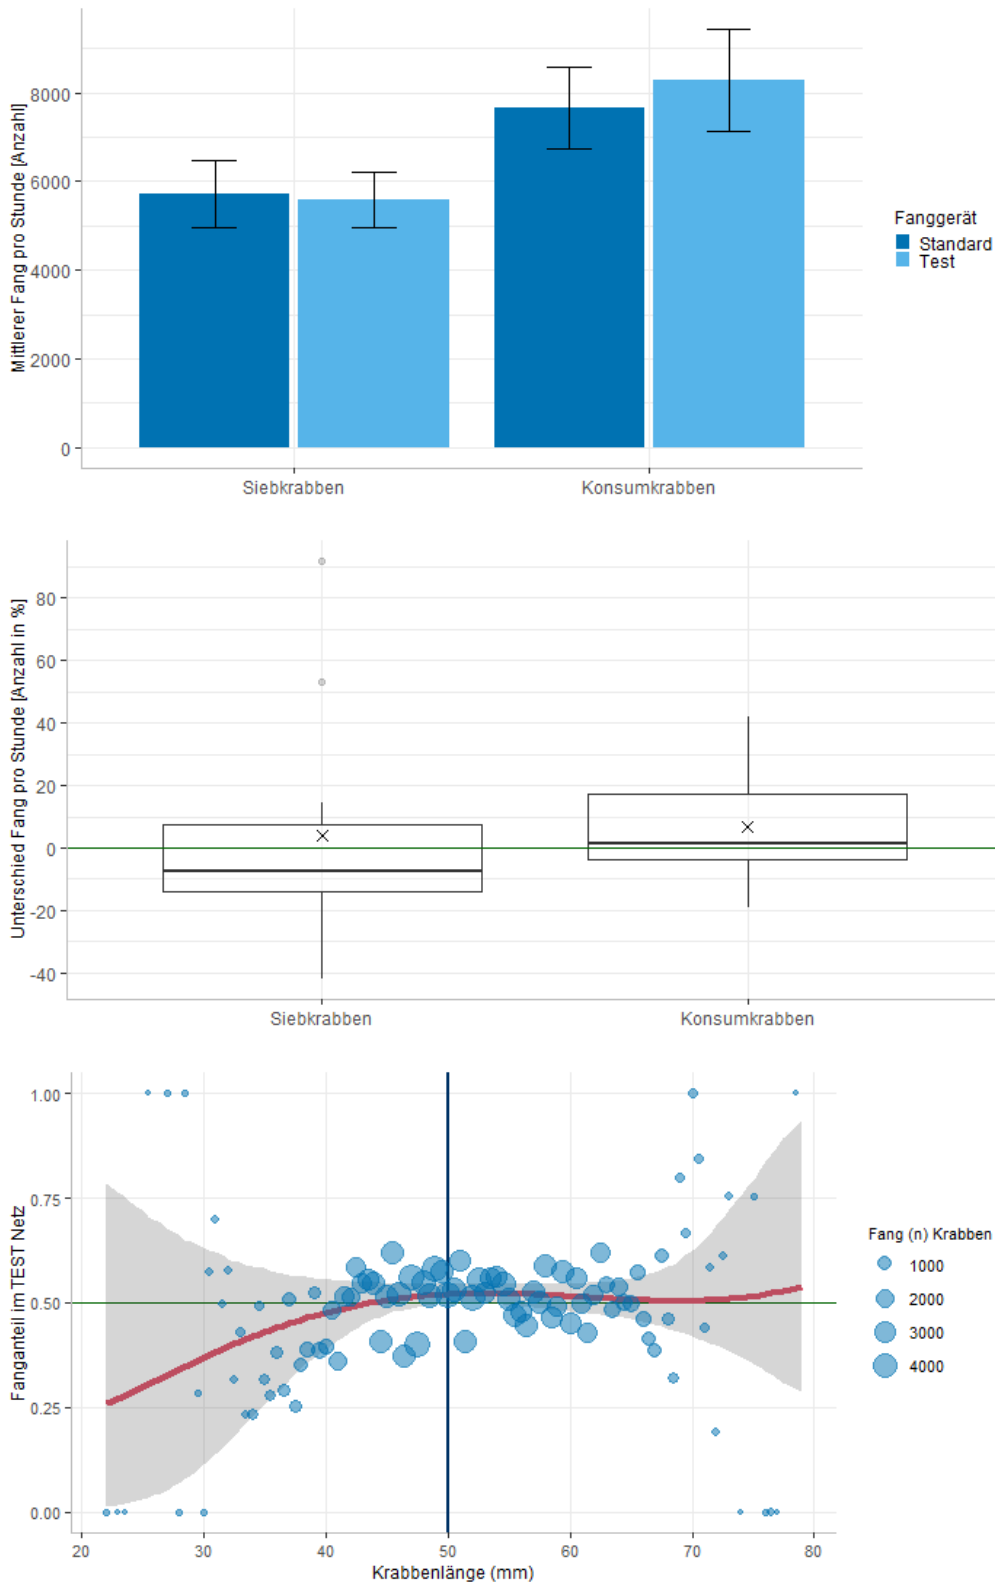 Mittlerer Fang pro Stunde [Anzahl]
8000
6000
4000
2000
0
Siebkrabben Konsumkrabben
Fanggerät
Standard
Test
Unterschied Fang pro Stunde [Anzahl in %]
80
60
40
20
0
-20
-40
Siebkrabben Konsumkrabben
Fanganteil im TEST Netz
1.00
0.75
0.50
0.25
0.00
20 30 40 50 60 70 80
Krabbenlänge (mm)
Fang (n) Krabben
1000
2000
3000
4000